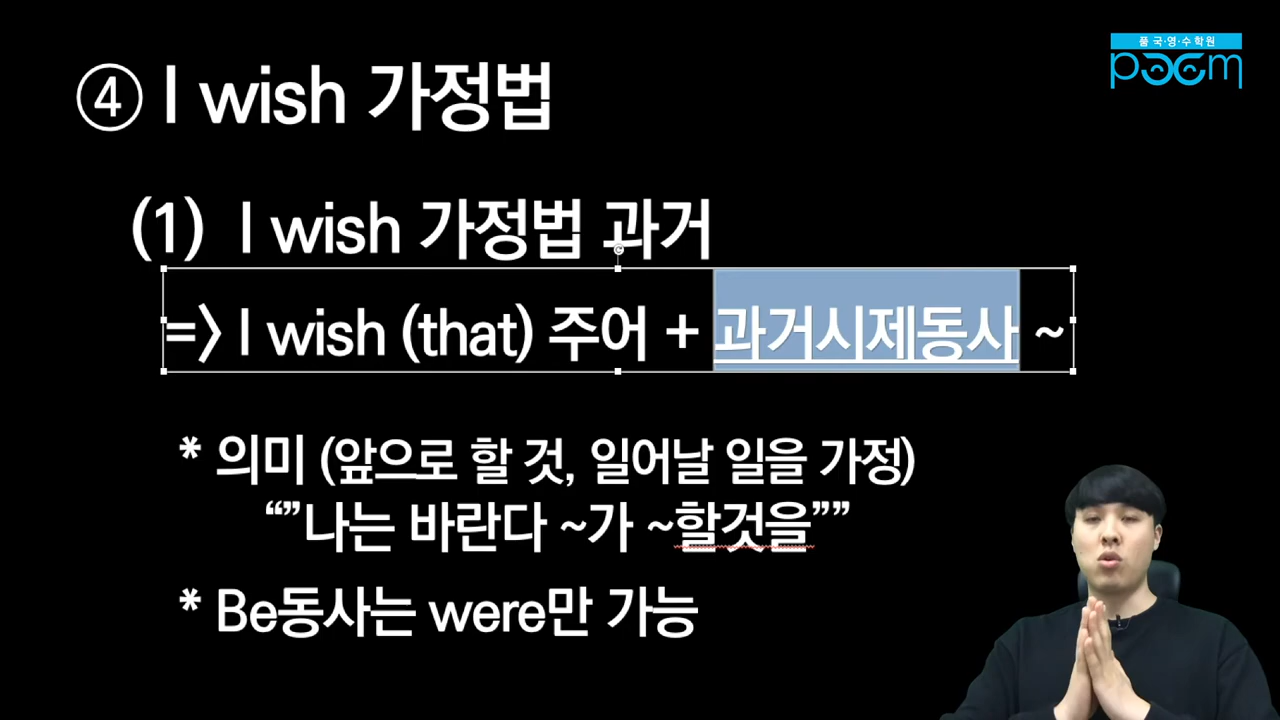 ④ I wish 가정법
품 국·영·수 학원
poem
(1) I wish 가정법 과거
=> I wish (that) 주어 + 과거시제동사 ~
* 의미 (앞으로 할 것, 일어날 일을 가정)
“”나는 바란다 ~가 ~할것을””
* Be동사는 were만 가능